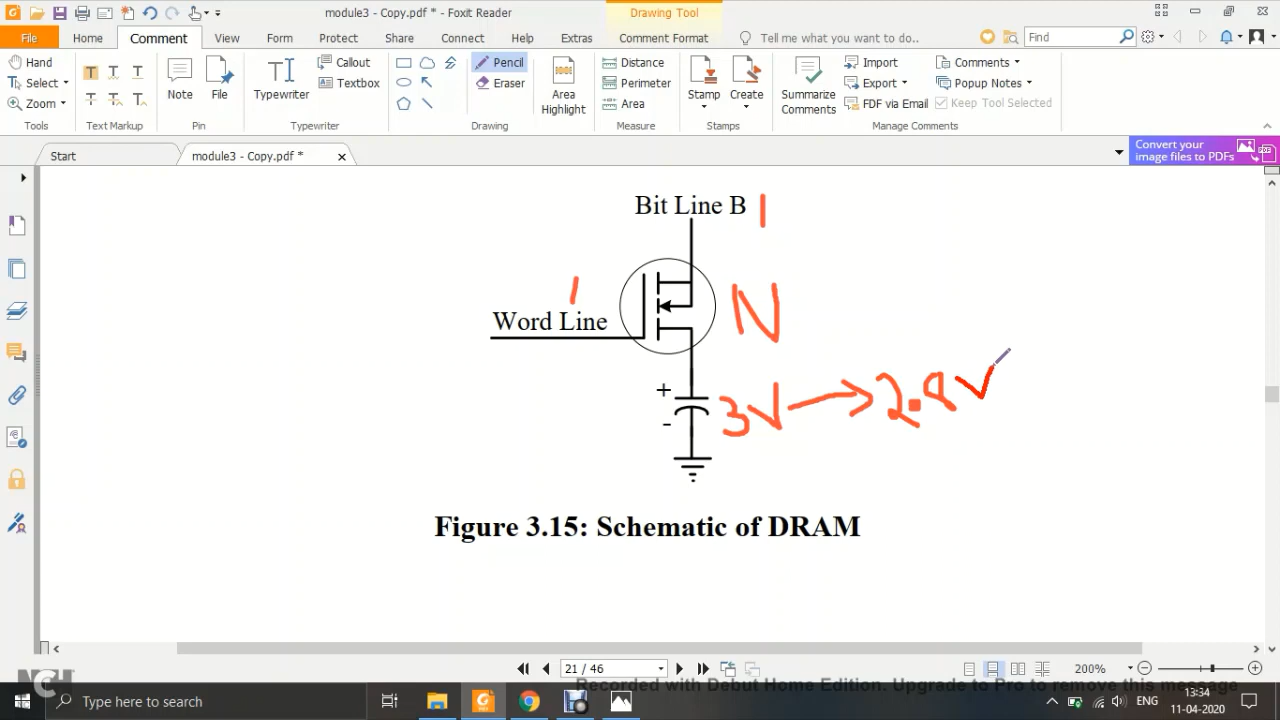 module3 - Copy.pdf * - Foxit Reader
Drawing Tool
File Home Comment View Form Protect Share Connect Help Extras Comment Format Tell me what you want to do.. Find
Hand
Select
Zoom
Tools
Text Markup
Note
File
Pin
Typewriter
Callout
Textbox
Typewriter
Pencil
Eraser
Drawing
Area Highlight
Distance
Perimeter
Area
Measure
Stamp
Create
Stamps
Summarize Comments
Import
Export
FDF via Email
Comments
Popup Notes
Keep Tool Selected
Manage Comments
Start
module3 - Copy.pdf *
Convert your
image files to PDFs
PDF
Bit Line B 1
1
Word Line
N
+
-
3V → 2.8V
Figure 3.15: Schematic of DRAM
21 / 46
200%
NCH
Recorded with Debut Home Edition. Upgrade to Pro to remove this message
Type here to search
ENG
13:34
11-04-2020